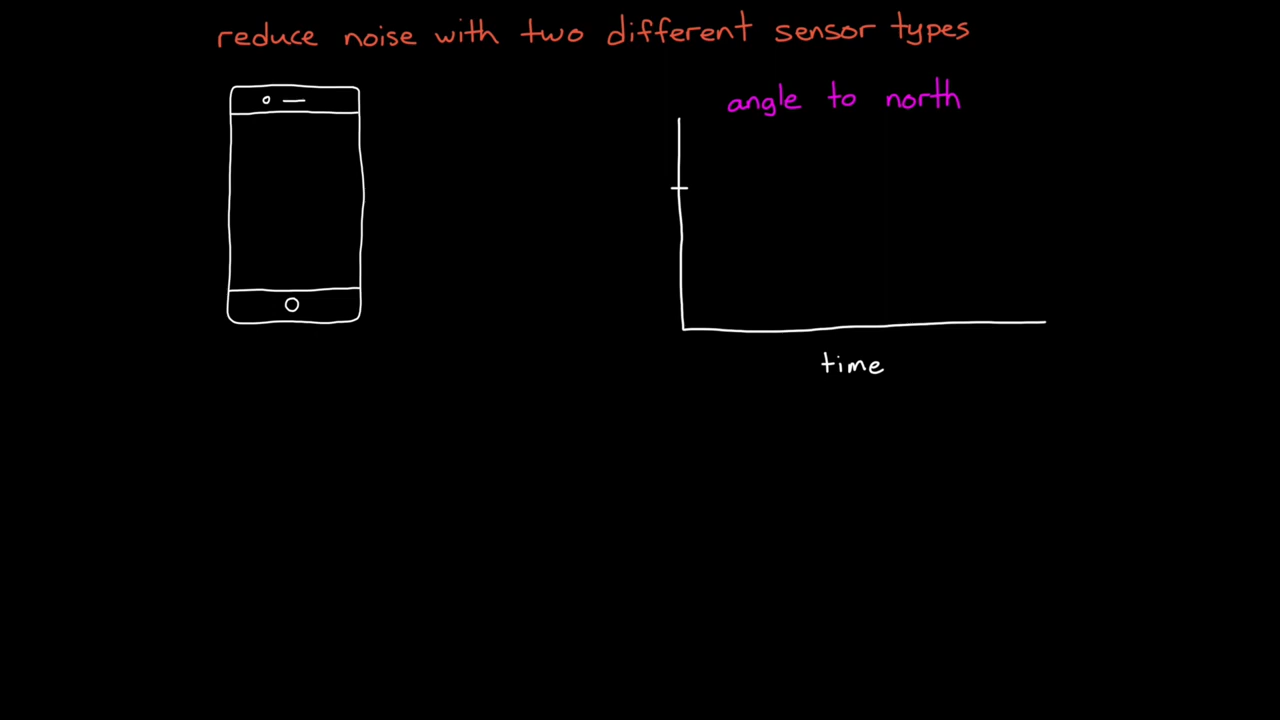 reduce noise with two different sensor types
angle to north
time